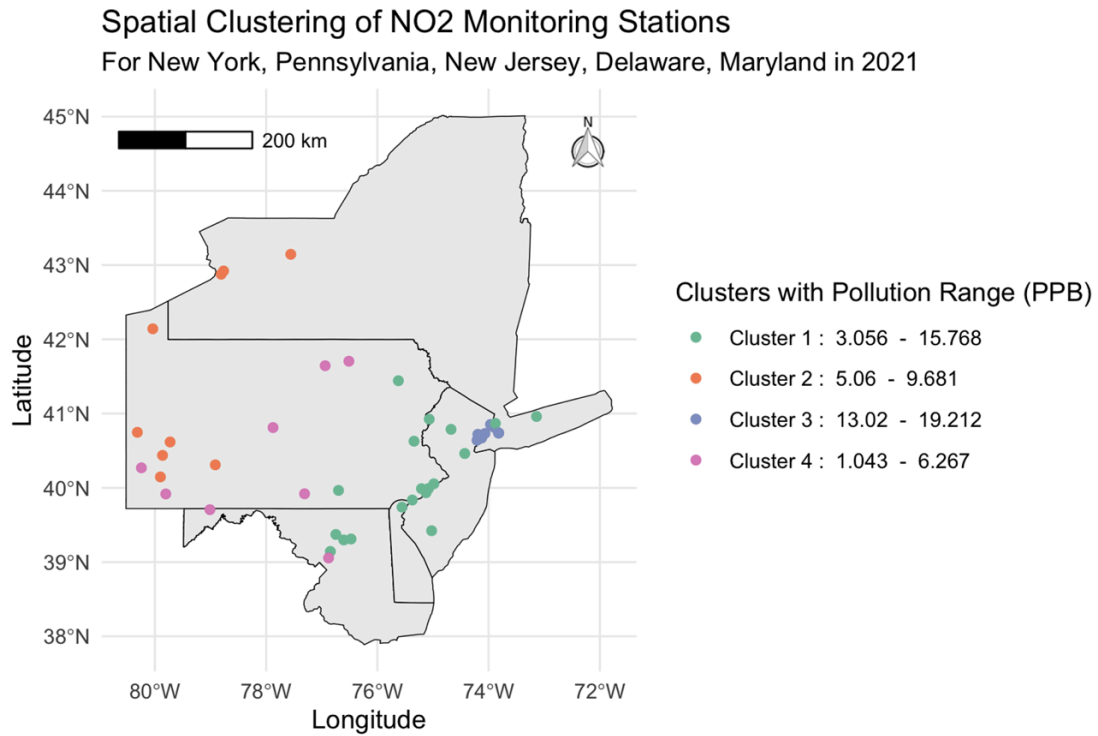 Spatial Clustering of NO2 Monitoring Stations
For New York, Pennsylvania, New Jersey, Delaware, Maryland in 2021
45°N
200 km
N
44°N
43°N
42°N
41°N
40°N
39°N
38°N
Latitude
80°W
78°W
76°W
74°W
72°W
Longitude
Clusters with Pollution Range (PPB)
Cluster 1 : 3.056 - 15.768
Cluster 2 : 5.06 - 9.681
Cluster 3 : 13.02 - 19.212
Cluster 4 : 1.043 - 6.267